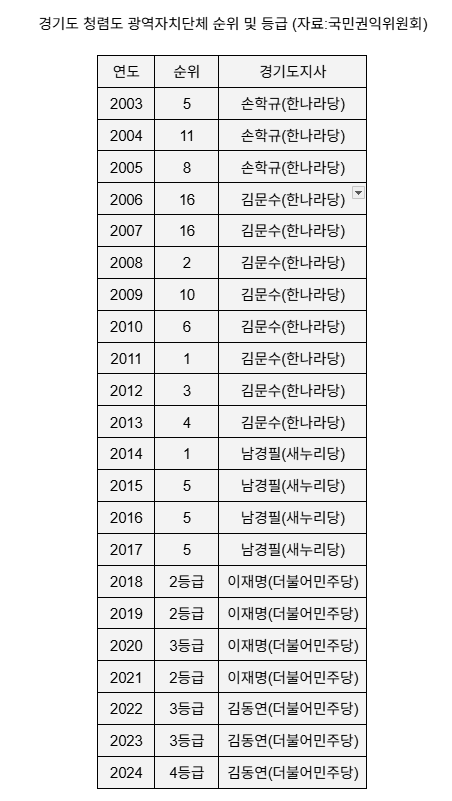 경기도 청렴도 광역자치단체 순위 및 등급 (자료:국민권익위원회)
연도 순위 경기도지사
2003 5 손학규(한나라당)
2004 11 손학규(한나라당)
2005 8 손학규(한나라당)
2006 16 김문수(한나라당)
2007 16 김문수(한나라당)
2008 2 김문수(한나라당)
2009 10 김문수(한나라당)
2010 6 김문수(한나라당)
2011 1 김문수(한나라당)
2012 3 김문수(한나라당)
2013 4 김문수(한나라당)
2014 1 남경필(새누리당)
2015 5 남경필(새누리당)
2016 5 남경필(새누리당)
2017 5 남경필(새누리당)
2018 2등급 이재명(더불어민주당)
2019 2등급 이재명(더불어민주당)
2020 3등급 이재명(더불어민주당)
2021 2등급 이재명(더불어민주당)
2022 3등급 김동연(더불어민주당)
2023 3등급 김동연(더불어민주당)
2024 4등급 김동연(더불어민주당)